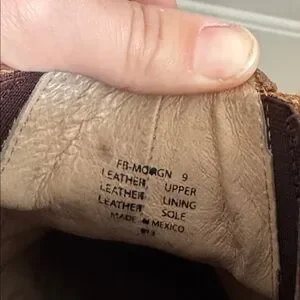 FB-MORGN 9
LEATHER UPPER
LEATHER LINING
LEATHER SOLE
MADE IN MEXICO